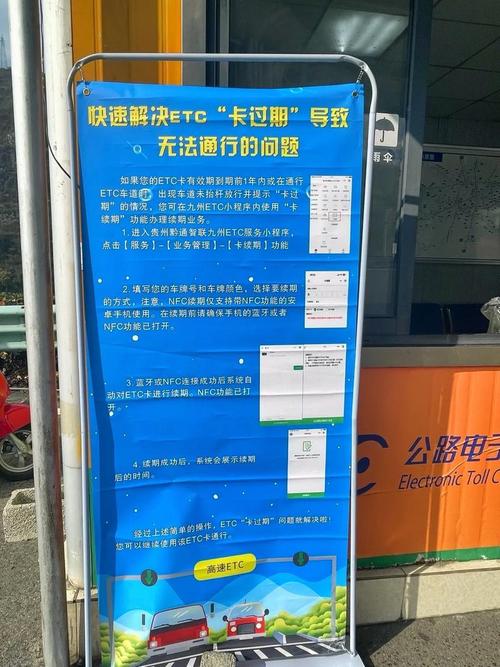 快速解决ETC“卡过期”导致
无法通行的问题
如果您的ETC卡有效期到期前1年内或在通行
ETC车道时，出现车道未抬杆放行并提示“卡过
期”的情况，您可在九州ETC小程序内使用“卡
续期”功能办理续期业务。
1.进入贵州黔通智联九州ETC服务小程序，
点击【服务】-【业务管理】-【卡续期】功能
2.填写您的车牌号和车牌颜色，选择要续期
的方式，注意，NFC续期仅支持带NFC功能的安
卓手机使用。在续期前请确保手机的蓝牙或者
NFC功能已打开。
3.蓝牙或NFC连接成功后系统自
动对ETC卡进行续期。NFC功能已打
开。
4.续期成功后，系统会展示续期
后的时间。
经过上述简单的操作，ETC“卡过期”问题就解决啦！
您可以继续使用该ETC卡通行。
高速ETC
雨伞
公路电子
Electronic Toll C